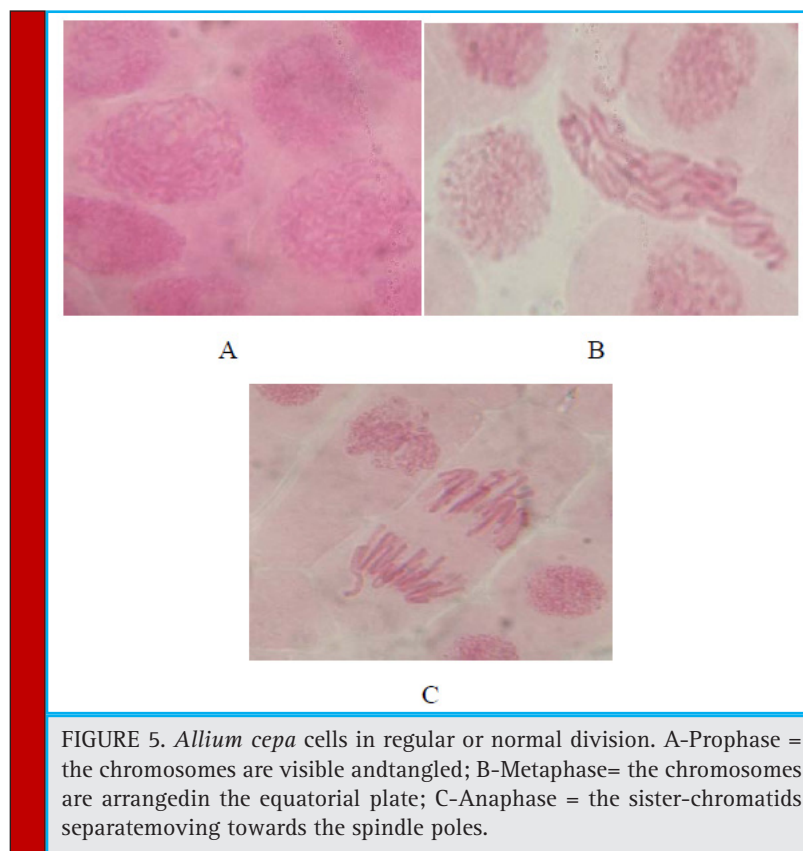 A
B
C
FIGURE 5. Allium cepa cells in regular or normal division. A-Prophase =
the chromosomes are visible andtangled; B-Metaphase= the chromosomes
are arrangedin the equatorial plate; C-Anaphase = the sister-chromatids
separatemoving towards the spindle poles.